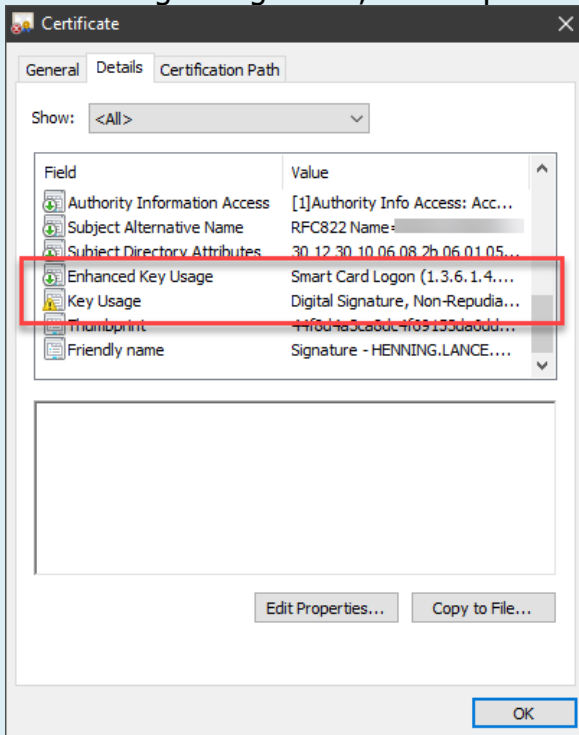 Certificate
General Details Certification Path
Show: <All>
Field Value
Authority Information Access [1]Authority Info Access: Acc...
Subject Alternative Name RFC822 Name=
Subject Directory Attributes 30 12 30 10 06 08 2b 06 01 05...
Enhanced Key Usage Smart Card Logon (1.3.6.1.4....
Key Usage Digital Signature, Non-Repudia...
Thumbprint
Friendly name Signature - HENNING.LANCE....
Edit Properties... Copy to File...
OK